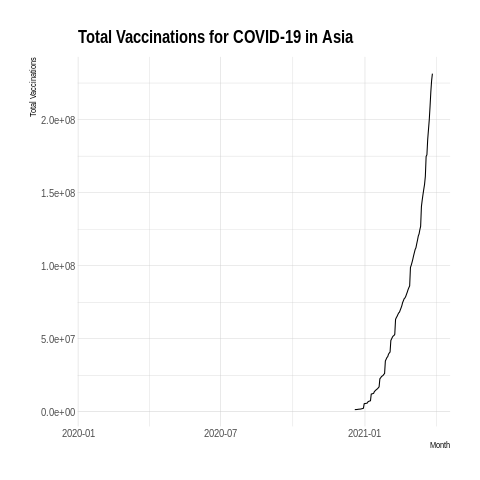 Total Vaccinations for COVID-19 in Asia
Total Vaccinations
2.0e+08
1.5e+08
1.0e+08
5.0e+07
0.0e+00
2020-01 2020-07 2021-01
Month